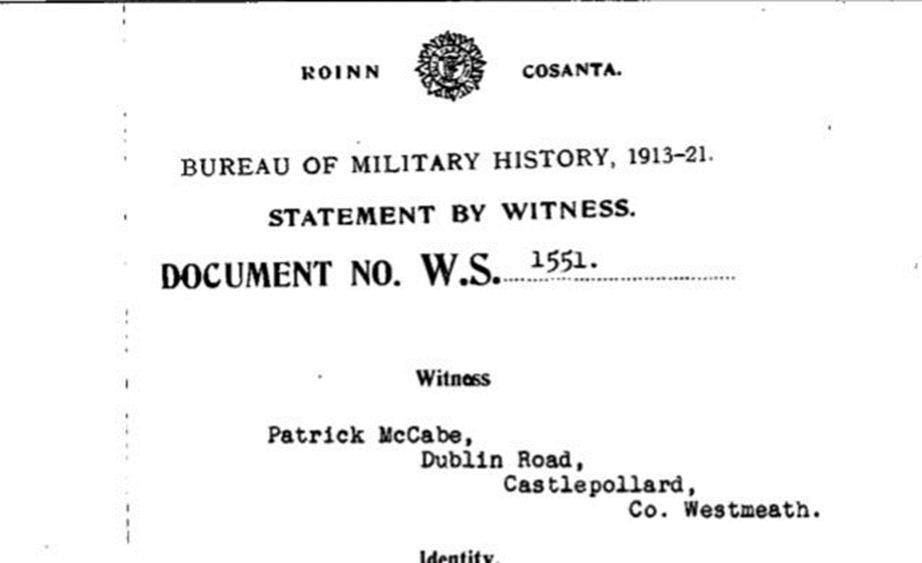 ROINN COSANTA.
BUREAU OF MILITARY HISTORY, 1913–21.
STATEMENT BY WITNESS.
DOCUMENT NO. W.S. 1551.
Witness
Patrick McCabe,
Dublin Road,
Castlepollard,
Co. Westmeath.
Identity.